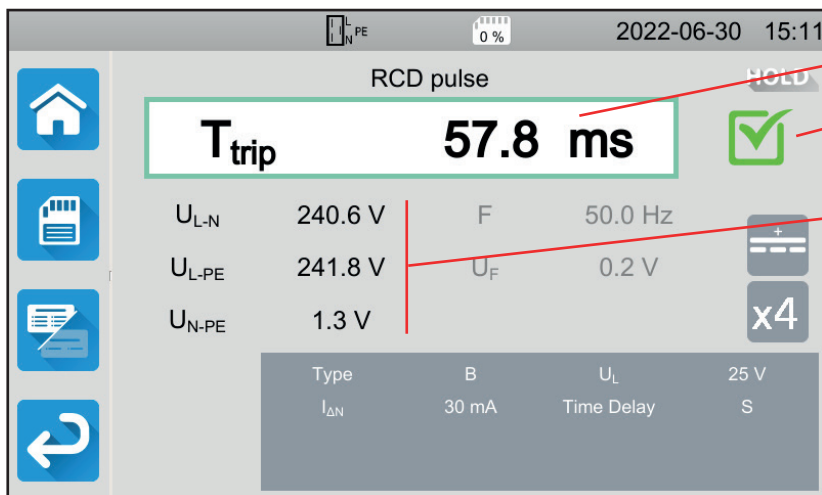 L N PE 0 % 2022-06-30 15:11
RCD pulse HOLD
Ttrip 57.8 ms
UL-N 240.6 V F 50.0 Hz
UL-PE 241.8 V UF 0.2 V
UN-PE 1.3 V x4
Type B UL 25 V
IΔN 30 mA Time Delay S